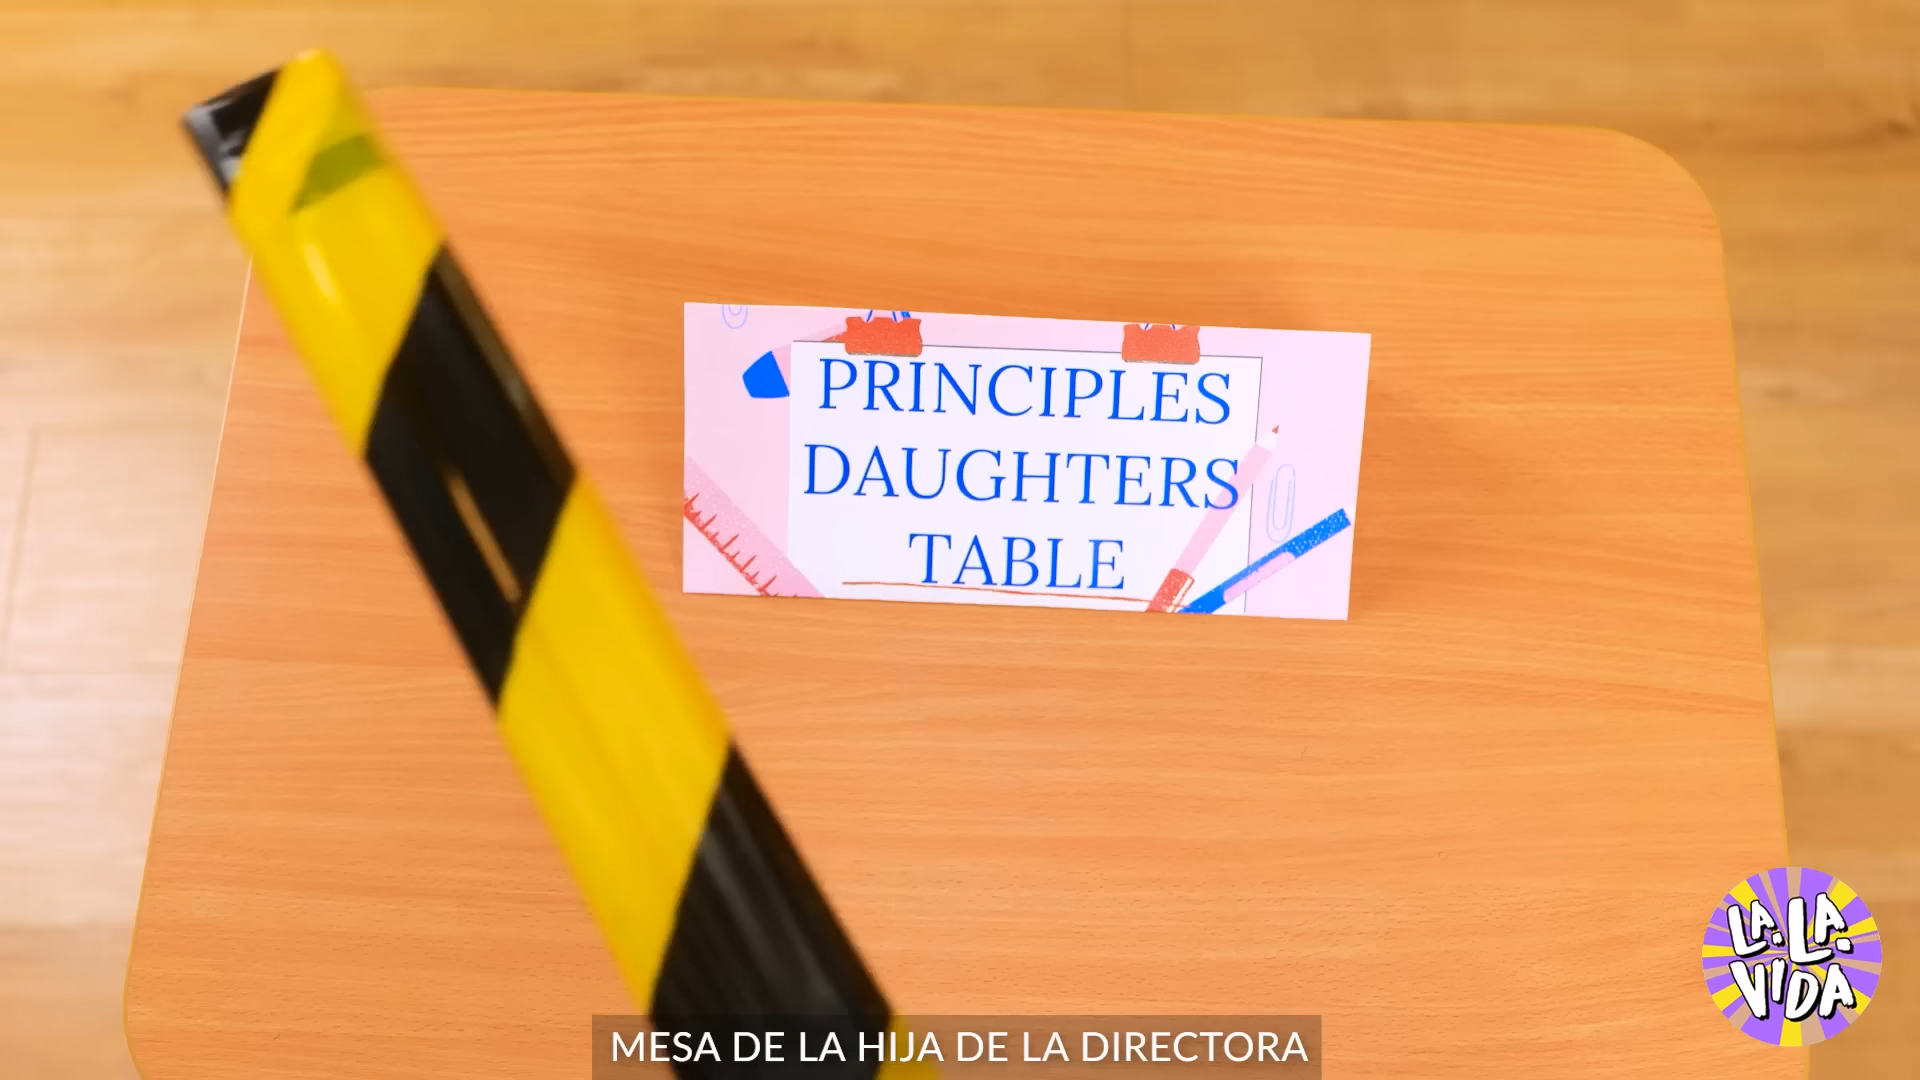 PRINCIPLES
DAUGHTERS
TABLE
LA LA
VIDA
MESA DE LA HIJA DE LA DIRECTORA